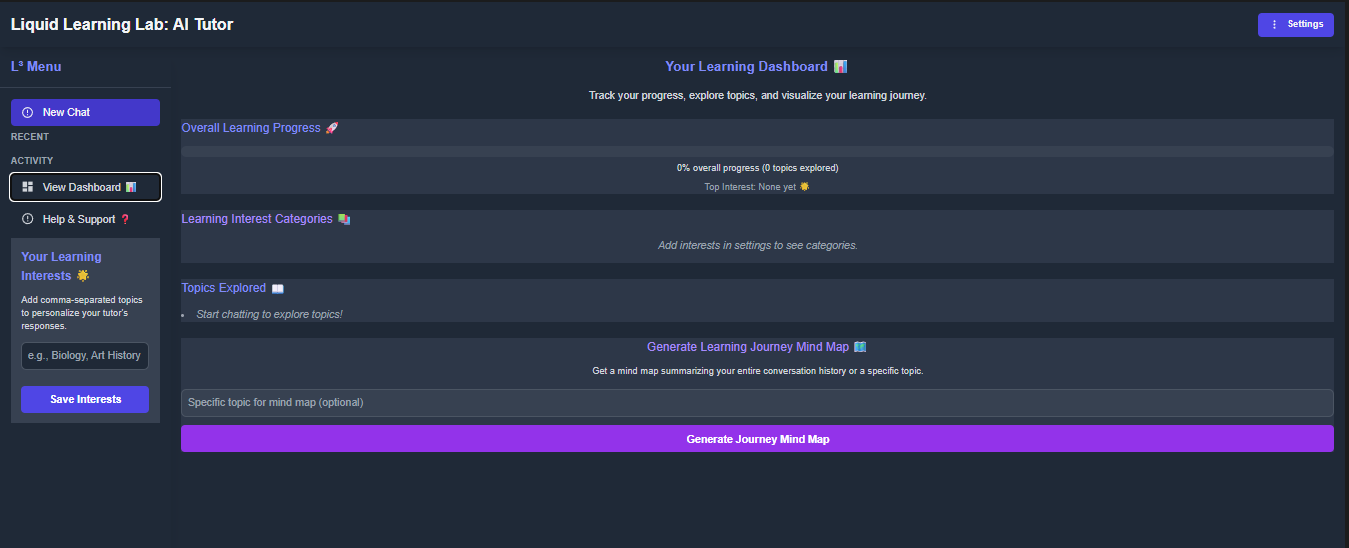 Liquid Learning Lab: AI Tutor
Settings
L³ Menu
New Chat
RECENT
ACTIVITY
View Dashboard 📊
Help & Support ❓
Your Learning
Interests 🌟
Add comma-separated topics
to personalize your tutor's
responses.
e.g., Biology, Art History
Save Interests
Your Learning Dashboard 📊
Track your progress, explore topics, and visualize your learning journey.
Overall Learning Progress 🚀
0% overall progress (0 topics explored)
Top Interest: None yet 🌟
Learning Interest Categories 📚
Add interests in settings to see categories.
Topics Explored 📖
• Start chatting to explore topics!
Generate Learning Journey Mind Map 🗺️
Get a mind map summarizing your entire conversation history or a specific topic.
Specific topic for mind map (optional)
Generate Journey Mind Map